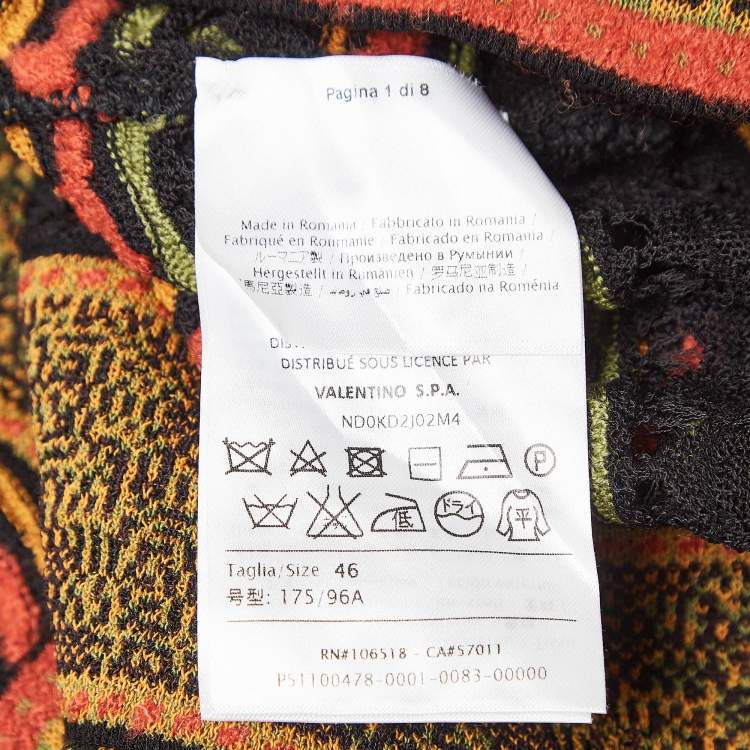 Pagina 1 di 8
Made in Romania / Fabbricato in Romania /
Fabriqué en Roumanie / Fabricado en Romania /
ルーマニア製 / Произведено в Румынии /
Hergestellt in Rumänien / 罗马尼亚制造 /
馬尼亞製造 / صنع في رومانيا / Fabricado na Roménia
DISTRIBUÉ SOUS LICENCE PAR
VALENTINO S.P.A.
ND0KD2J02M4
P
低 ドライ 平
Taglia/Size 46
号型: 175/96A
RN#106518 - CA#57011
P51100478-0001-0083-00000